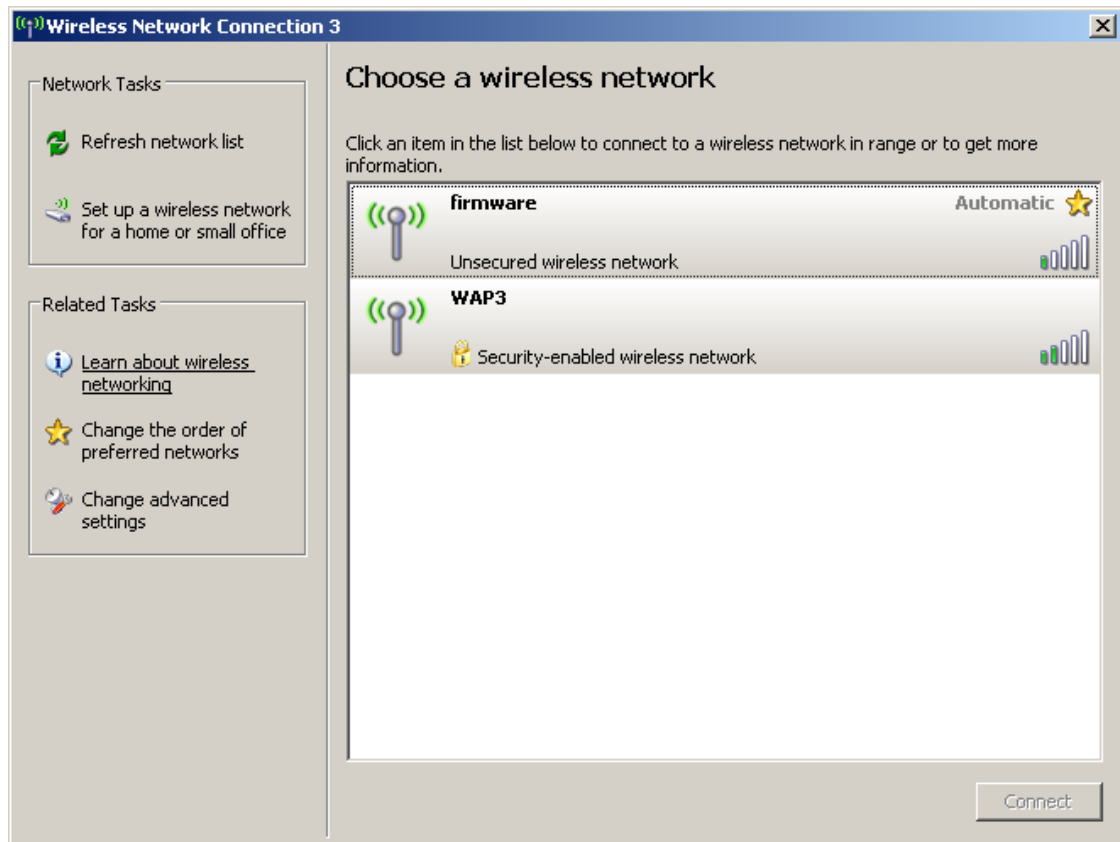 Wireless Network Connection 3
Network Tasks
Refresh network list
Set up a wireless network
for a home or small office
Related Tasks
Learn about wireless
networking
Change the order of
preferred networks
Change advanced
settings
Choose a wireless network
Click an item in the list below to connect to a wireless network in range or to get more
information.
firmware
Automatic
Unsecured wireless network
WAP3
Security-enabled wireless network
Connect